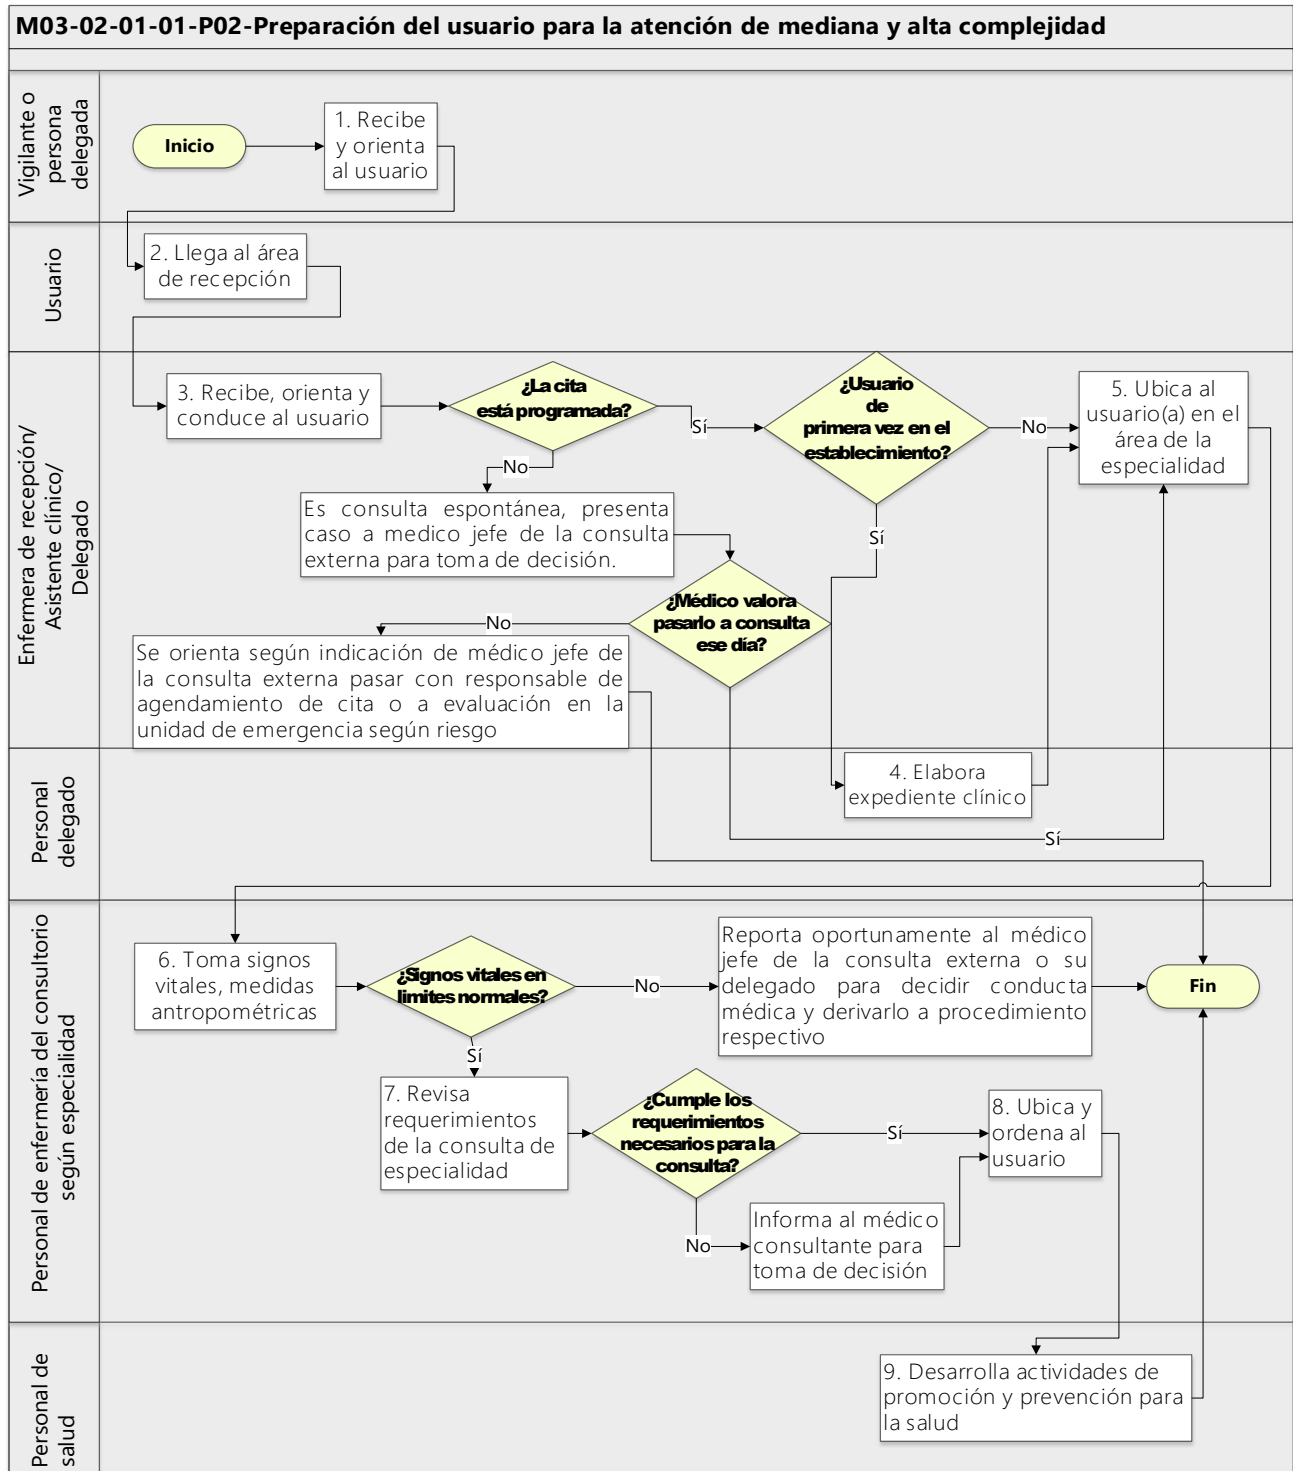 M03-02-01-01-P02-Preparación del usuario para la atención de mediana y alta complejidad
Vigilante o
persona
delegada
Inicio
1. Recibe
y orienta
al usuario
Usuario
2. Llega al área
de recepción
Enfermera de recepción/
Asistente clínico/
Delegado
3. Recibe, orienta y
conduce al usuario
¿La cita
está programada?
Sí
¿Usuario
de
primera vez en el
establecimiento?
No
5. Ubica al
usuario(a) en el
área de la
especialidad
No
Es consulta espontánea, presenta
caso a medico jefe de la consulta
externa para toma de decisión.
Sí
¿Médico valora
pasarlo a consulta
ese día?
No
Se orienta según indicación de médico jefe de
la consulta externa pasar con responsable de
agendamiento de cita o a evaluación en la
unidad de emergencia según riesgo
Personal
delegado
4. Elabora
expediente clínico
Sí
Personal de enfermería del consultorio
según especialidad
6. Toma signos
vitales, medidas
antropométricas
¿Signos vitales en
limites normales?
No
Reporta oportunamente al médico
jefe de la consulta externa o su
delegado para decidir conducta
médica y derivarlo a procedimiento
respectivo
Fin
Sí
7. Revisa
requerimientos
de la consulta de
especialidad
¿Cumple los
requerimientos
necesarios para la
consulta?
Sí
8. Ubica y
ordena al
usuario
No
Informa al médico
consultante para
toma de decisión
Personal de
salud
9. Desarrolla actividades de
promoción y prevención para
la salud